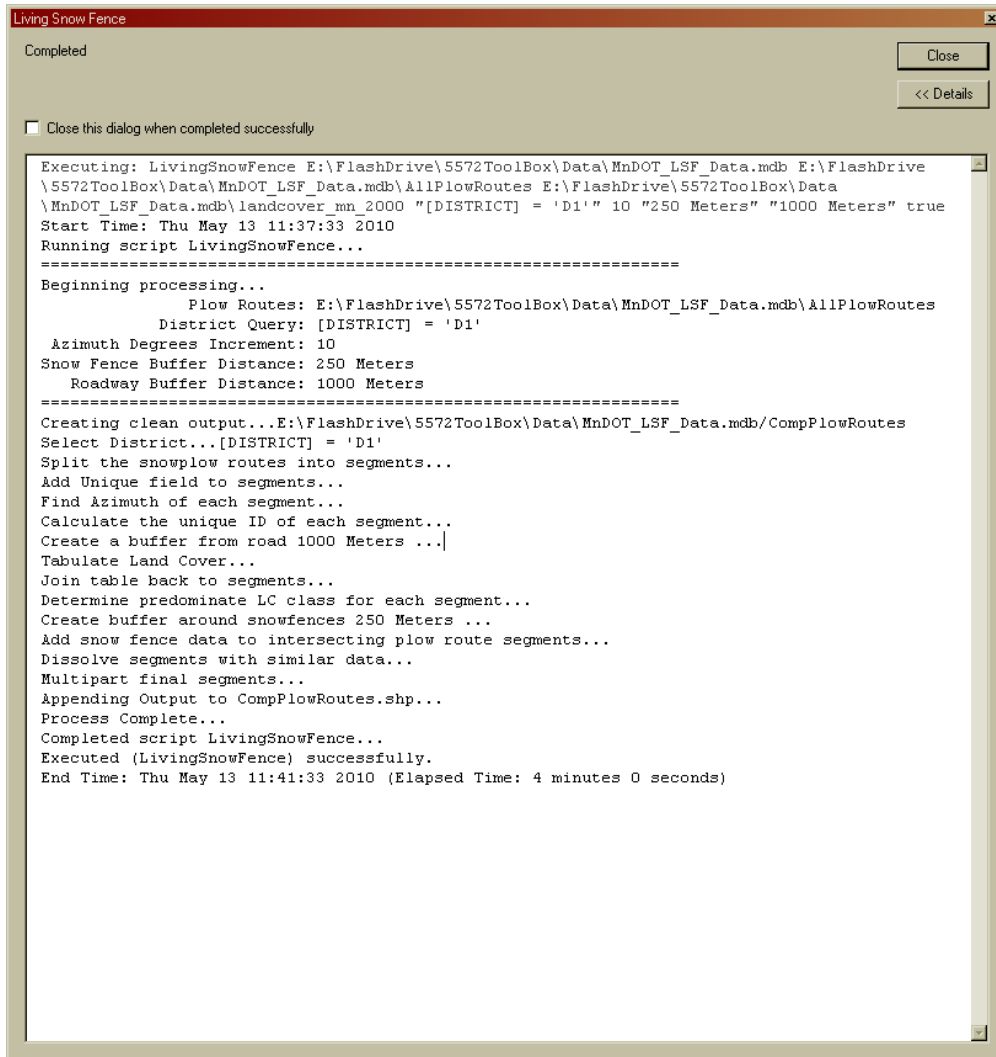 Living Snow Fence
Completed
Close
<< Details
Close this dialog when completed successfully
Executing: LivingSnowFence E:\FlashDrive\5572ToolBox\Data\MnDOT_LSF_Data.mdb E:\FlashDrive
\5572ToolBox\Data\MnDOT_LSF_Data.mdb\AllPlowRoutes E:\FlashDrive\5572ToolBox\Data
\MnDOT_LSF_Data.mdb\landcover_mn_2000 "[DISTRICT] = 'D1'" 10 "250 Meters" "1000 Meters" true
Start Time: Thu May 13 11:37:33 2010
Running script LivingSnowFence...
=================================================================
Beginning processing...
Plow Routes: E:\FlashDrive\5572ToolBox\Data\MnDOT_LSF_Data.mdb\AllPlowRoutes
District Query: [DISTRICT] = 'D1'
Azimuth Degrees Increment: 10
Snow Fence Buffer Distance: 250 Meters
Roadway Buffer Distance: 1000 Meters
=================================================================
Creating clean output...E:\FlashDrive\5572ToolBox\Data\MnDOT_LSF_Data.mdb/CompPlowRoutes
Select District...[DISTRICT] = 'D1'
Split the snowplow routes into segments...
Add Unique field to segments...
Find Azimuth of each segment...
Calculate the unique ID of each segment...
Create a buffer from road 1000 Meters ...
Tabulate Land Cover...
Join table back to segments...
Determine predominate LC class for each segment...
Create buffer around snowfences 250 Meters ...
Add snow fence data to intersecting plow route segments...
Dissolve segments with similar data...
Multipart final segments...
Appending Output to CompPlowRoutes.shp...
Process Complete...
Completed script LivingSnowFence...
Executed (LivingSnowFence) successfully.
End Time: Thu May 13 11:41:33 2010 (Elapsed Time: 4 minutes 0 seconds)